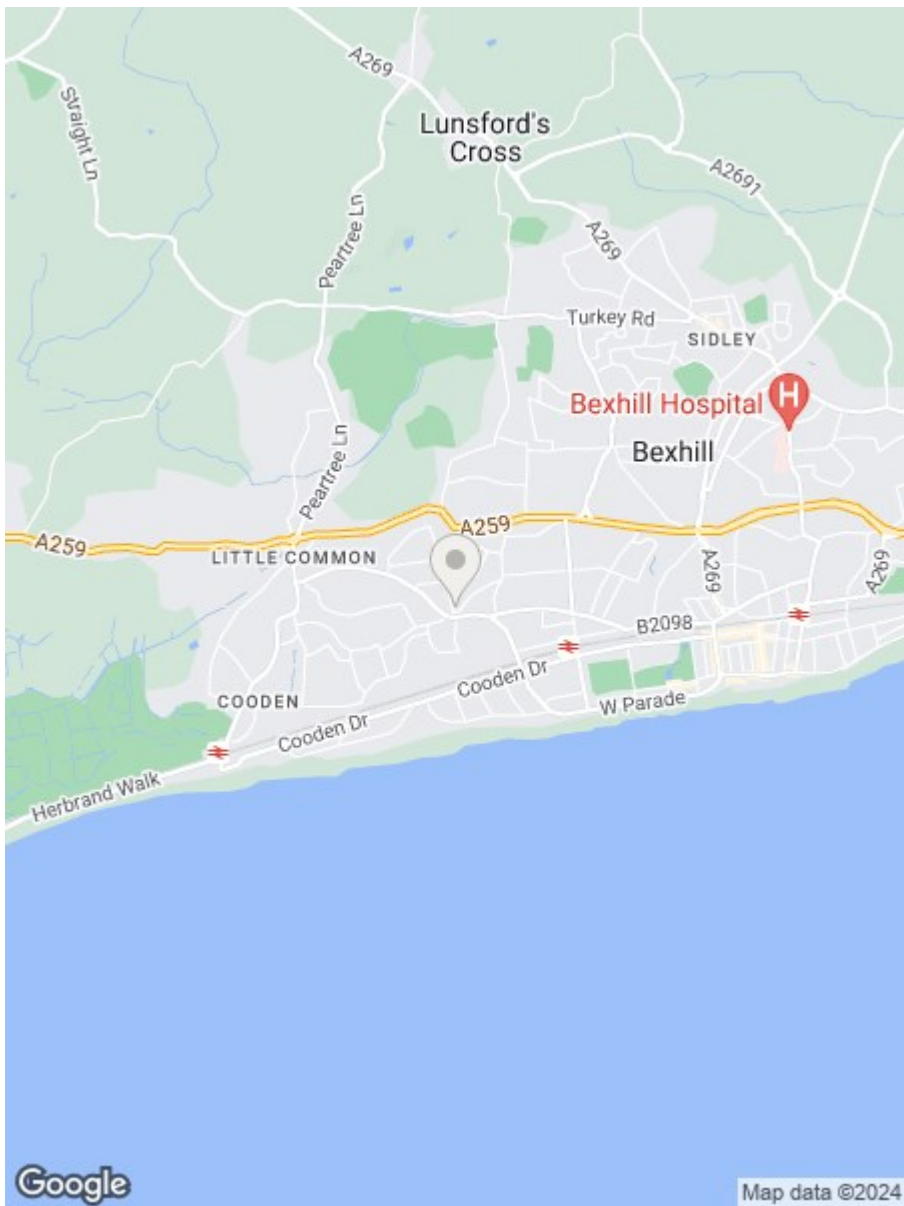 A269
Straight Ln
Lunsford's
Cross
A2691
Peartree Ln
A269
Turkey Rd
SIDLEY
Bexhill Hospital
H
Bexhill
Peartree Ln
A259
A259
LITTLE COMMON
A269
A269
B2098
COODEN
Cooden Dr
W Parade
Cooden Dr
Herbrand Walk
Google
Map data ©2024